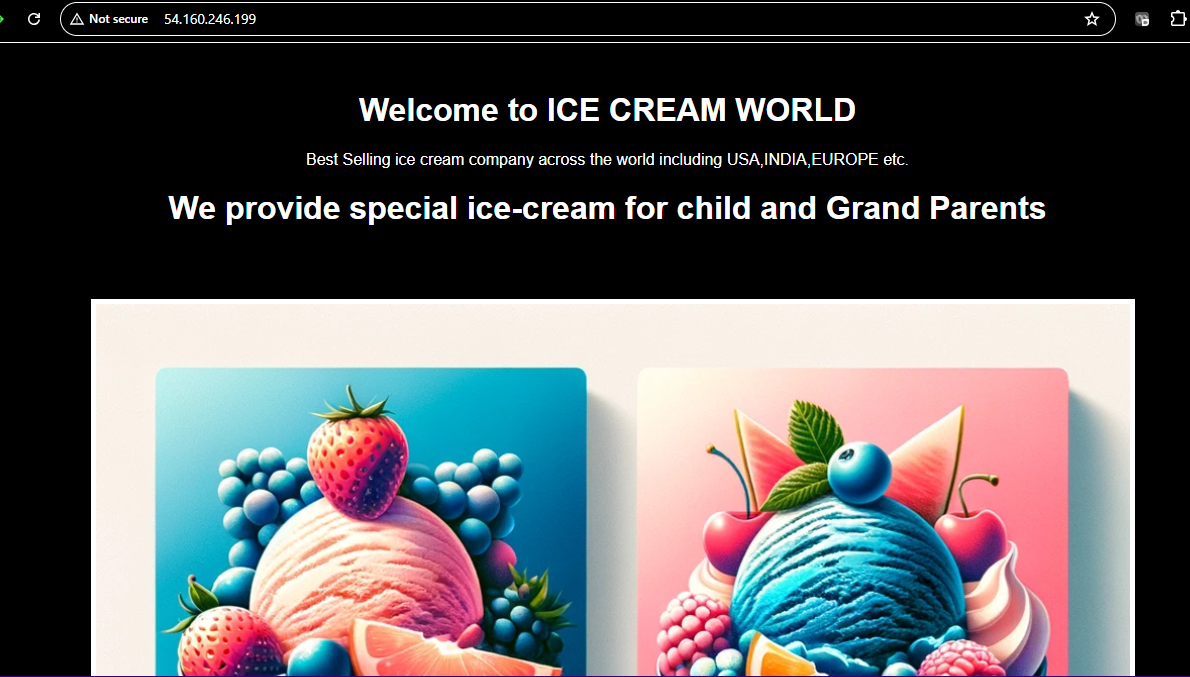 Not secure 54.160.246.199
Welcome to ICE CREAM WORLD
Best Selling ice cream company across the world including USA,INDIA,EUROPE etc.
We provide special ice-cream for child and Grand Parents